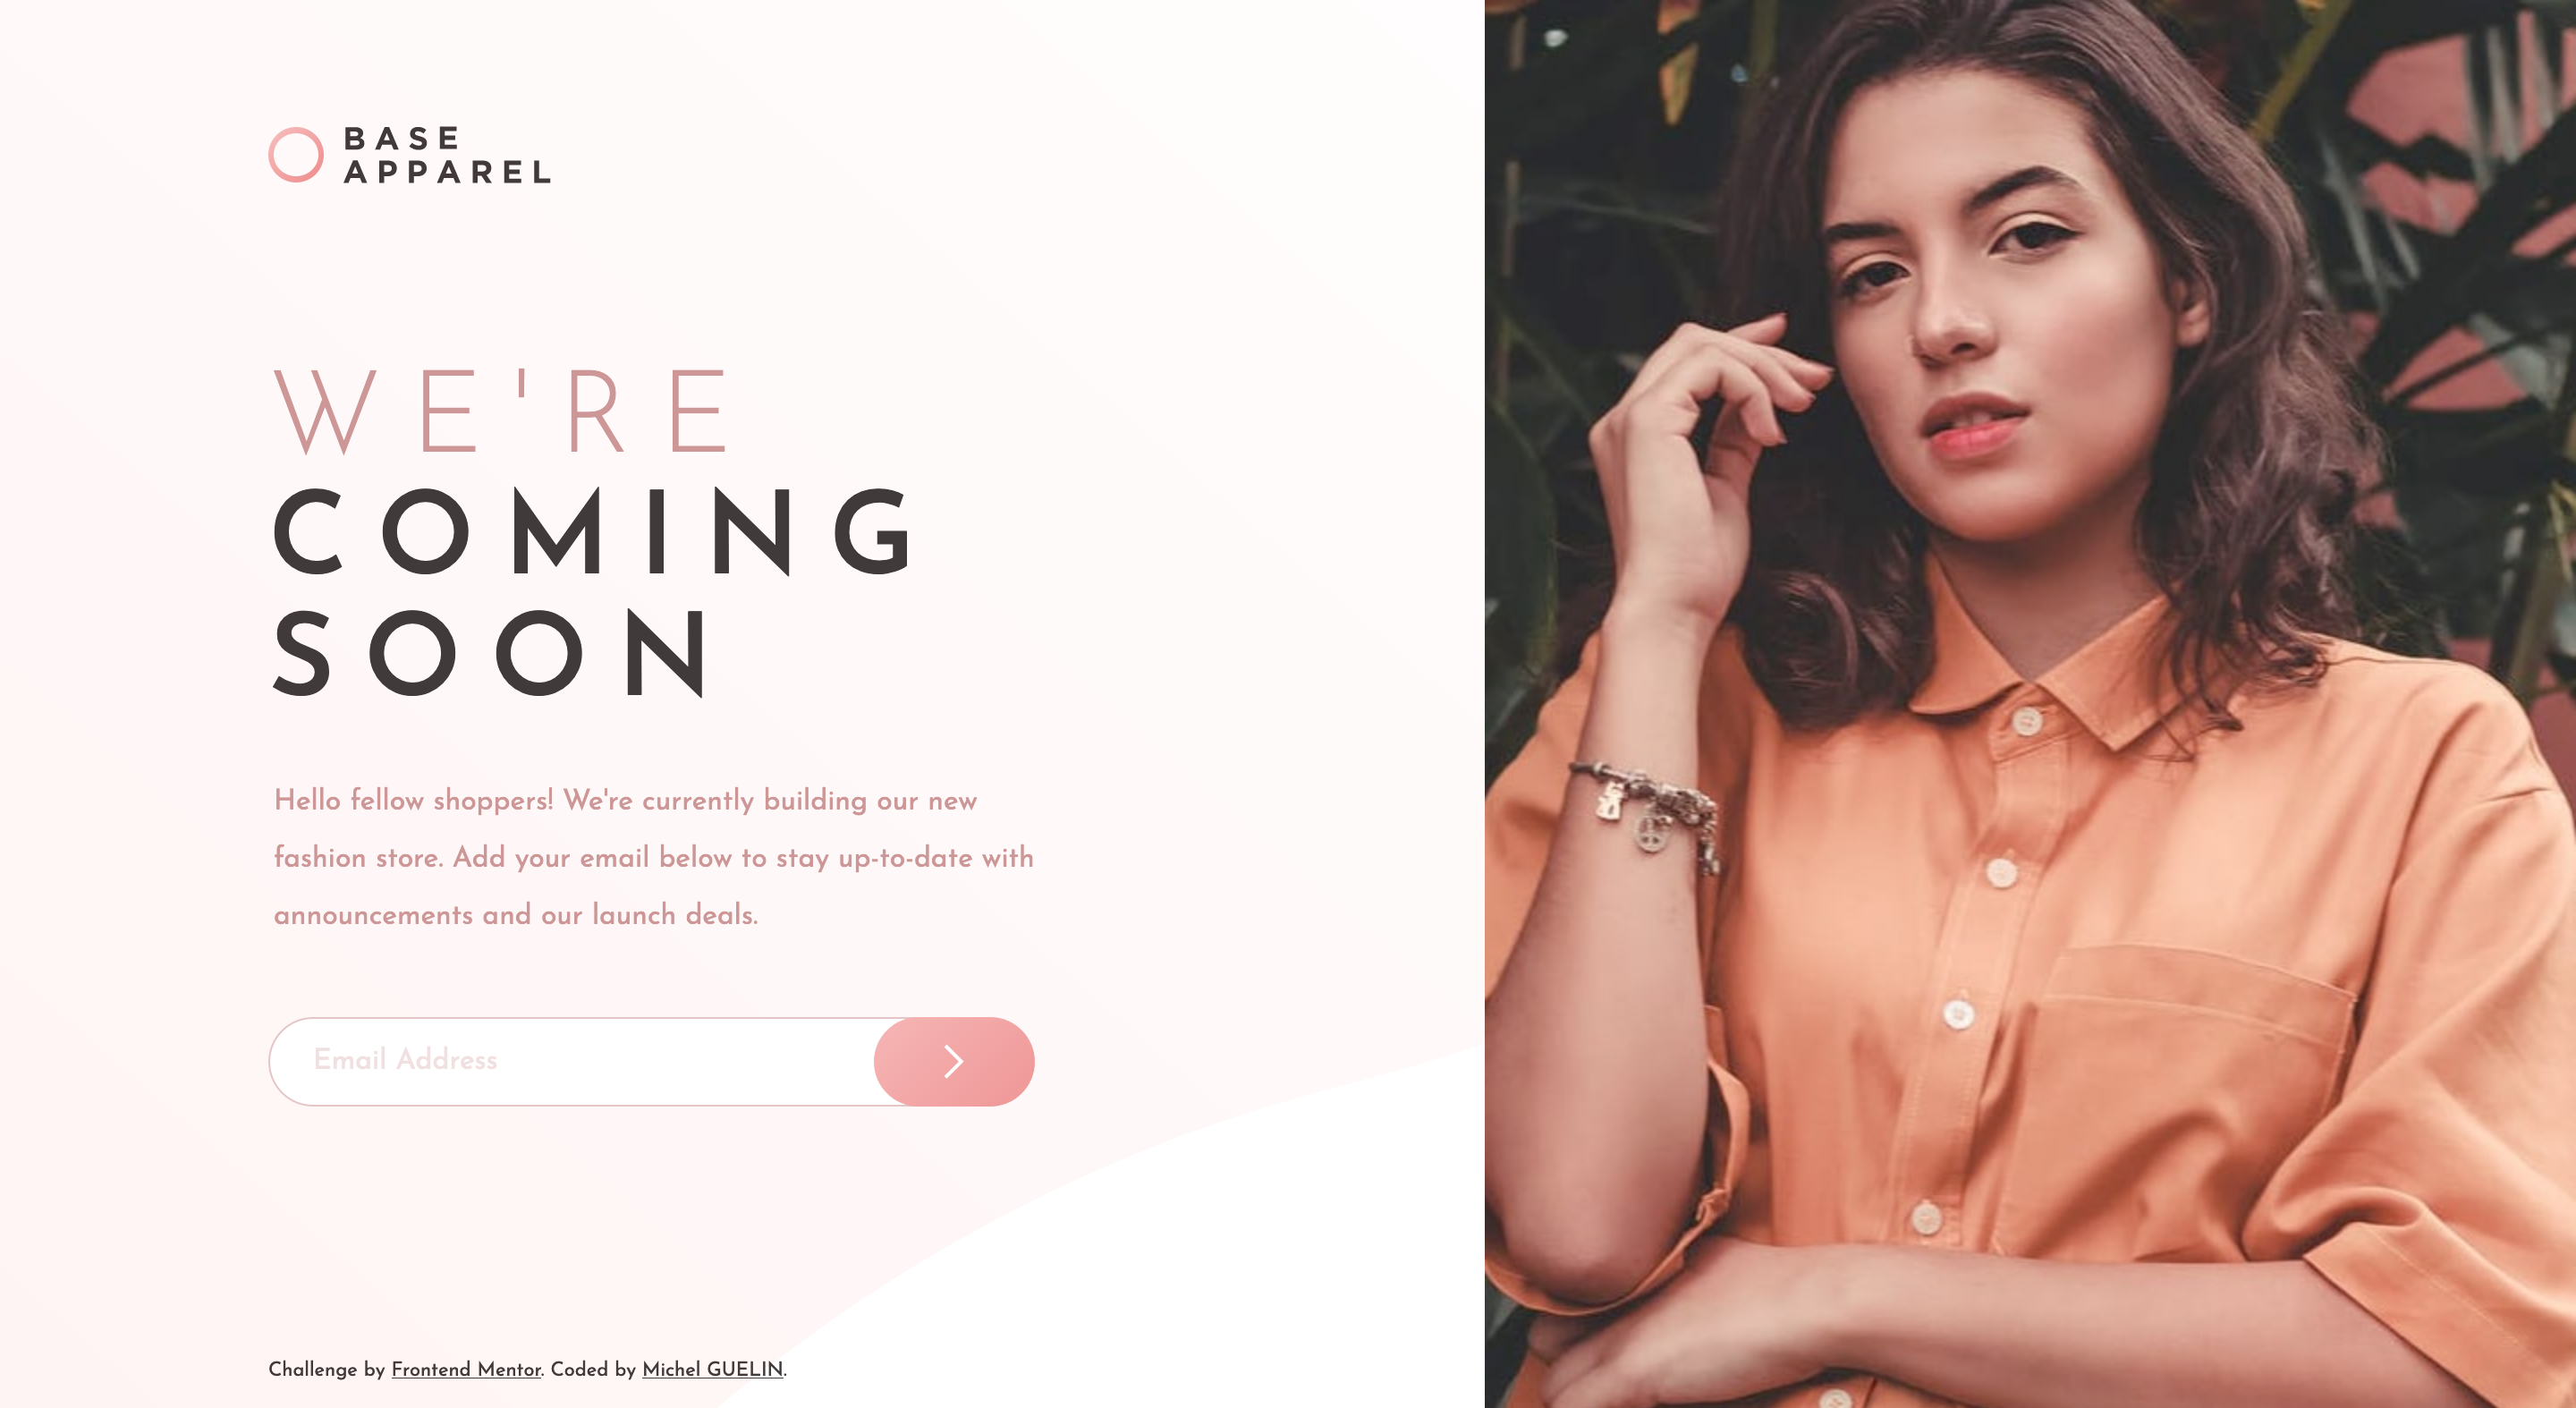 BASE
APPAREL
WE'RE
COMING
SOON
Hello fellow shoppers! We're currently building our new
fashion store. Add your email below to stay up-to-date with
announcements and our launch deals.
Email Address
Challenge by Frontend Mentor. Coded by Michel GUELIN.